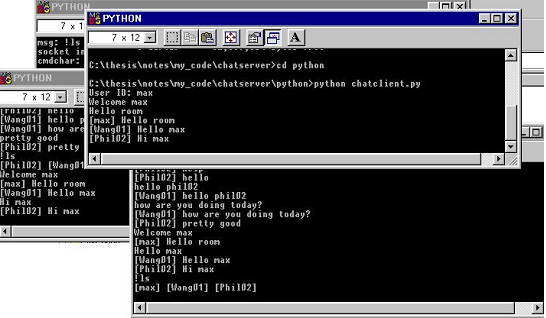 PYTHON
7 x 12
msg: !ls
socket in
cmdchar:
PYTHON
7 x 12
A
C:\thesis\notes\my_code\chatserver>cd python
C:\thesis\notes\my_code\chatserver\python>python chatclient.py
User ID: max
Welcome max
Hello room
[max] Hello room
[Wang01] Hello max
[Phil02] Hi max
PYTHON
7 x 12
[Phil02] hello
[Wang01] hello p
[Wang01] how are
pretty good
[Phil02] pretty
!ls
[Phil02] [Wang0
Welcome max
[max] Hello room
[Wang01] Hello max
Hi max
[Phil02] Hi max
[Phil02] help
[Phil02] hello
hello phil02
[Wang01] hello phil02
how are you doing today?
[Wang01] how are you doing today?
[Phil02] pretty good
Welcome max
[max] Hello room
Hello max
[Wang01] Hello max
[Phil02] Hi max
!ls
[max] [Wang01] [Phil02]